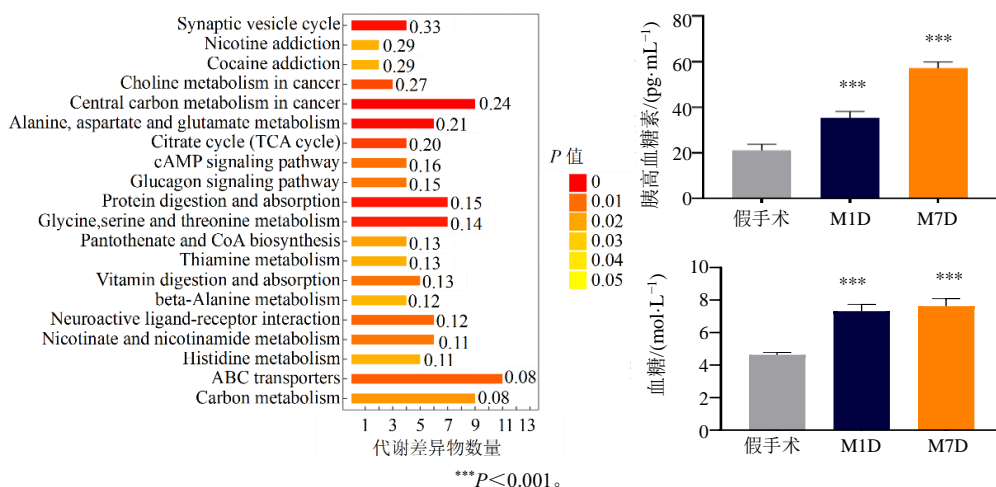 Synaptic vesicle cycle 0.33
Nicotine addiction 0.29
Cocaine addiction 0.29
Choline metabolism in cancer 0.27
Central carbon metabolism in cancer 0.24
Alanine, aspartate and glutamate metabolism 0.21
Citrate cycle (TCA cycle) 0.20
cAMP signaling pathway 0.16
Glucagon signaling pathway 0.15
Protein digestion and absorption 0.15
Glycine,serine and threonine metabolism 0.14
Pantothenate and CoA biosynthesis 0.13
Thiamine metabolism 0.13
Vitamin digestion and absorption 0.13
beta-Alanine metabolism 0.12
Neuroactive ligand-receptor interaction 0.12
Nicotinate and nicotinamide metabolism 0.11
Histidine metabolism 0.11
ABC transporters 0.08
Carbon metabolism 0.08
1 3 5 7 9 11 13
代谢差异物数量
P 值
0
0.01
0.02
0.03
0.04
0.05
胰高血糖素/(pg·mL⁻¹)
80
60
40
20
0
***
***
假手术 M1D M7D
血糖/(mol·L⁻¹)
10
8
6
4
2
0
*** ***
假手术 M1D M7D
***P＜0.001。